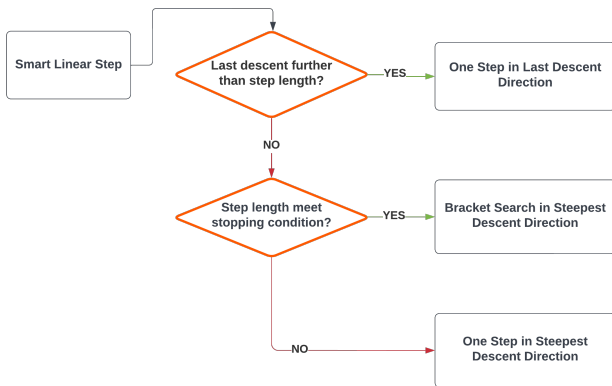 Smart Linear Step
Last descent further
than step length?
YES
One Step in Last Descent
Direction
NO
Step length meet
stopping condition?
YES
Bracket Search in Steepest
Descent Direction
NO
One Step in Steepest
Descent Direction